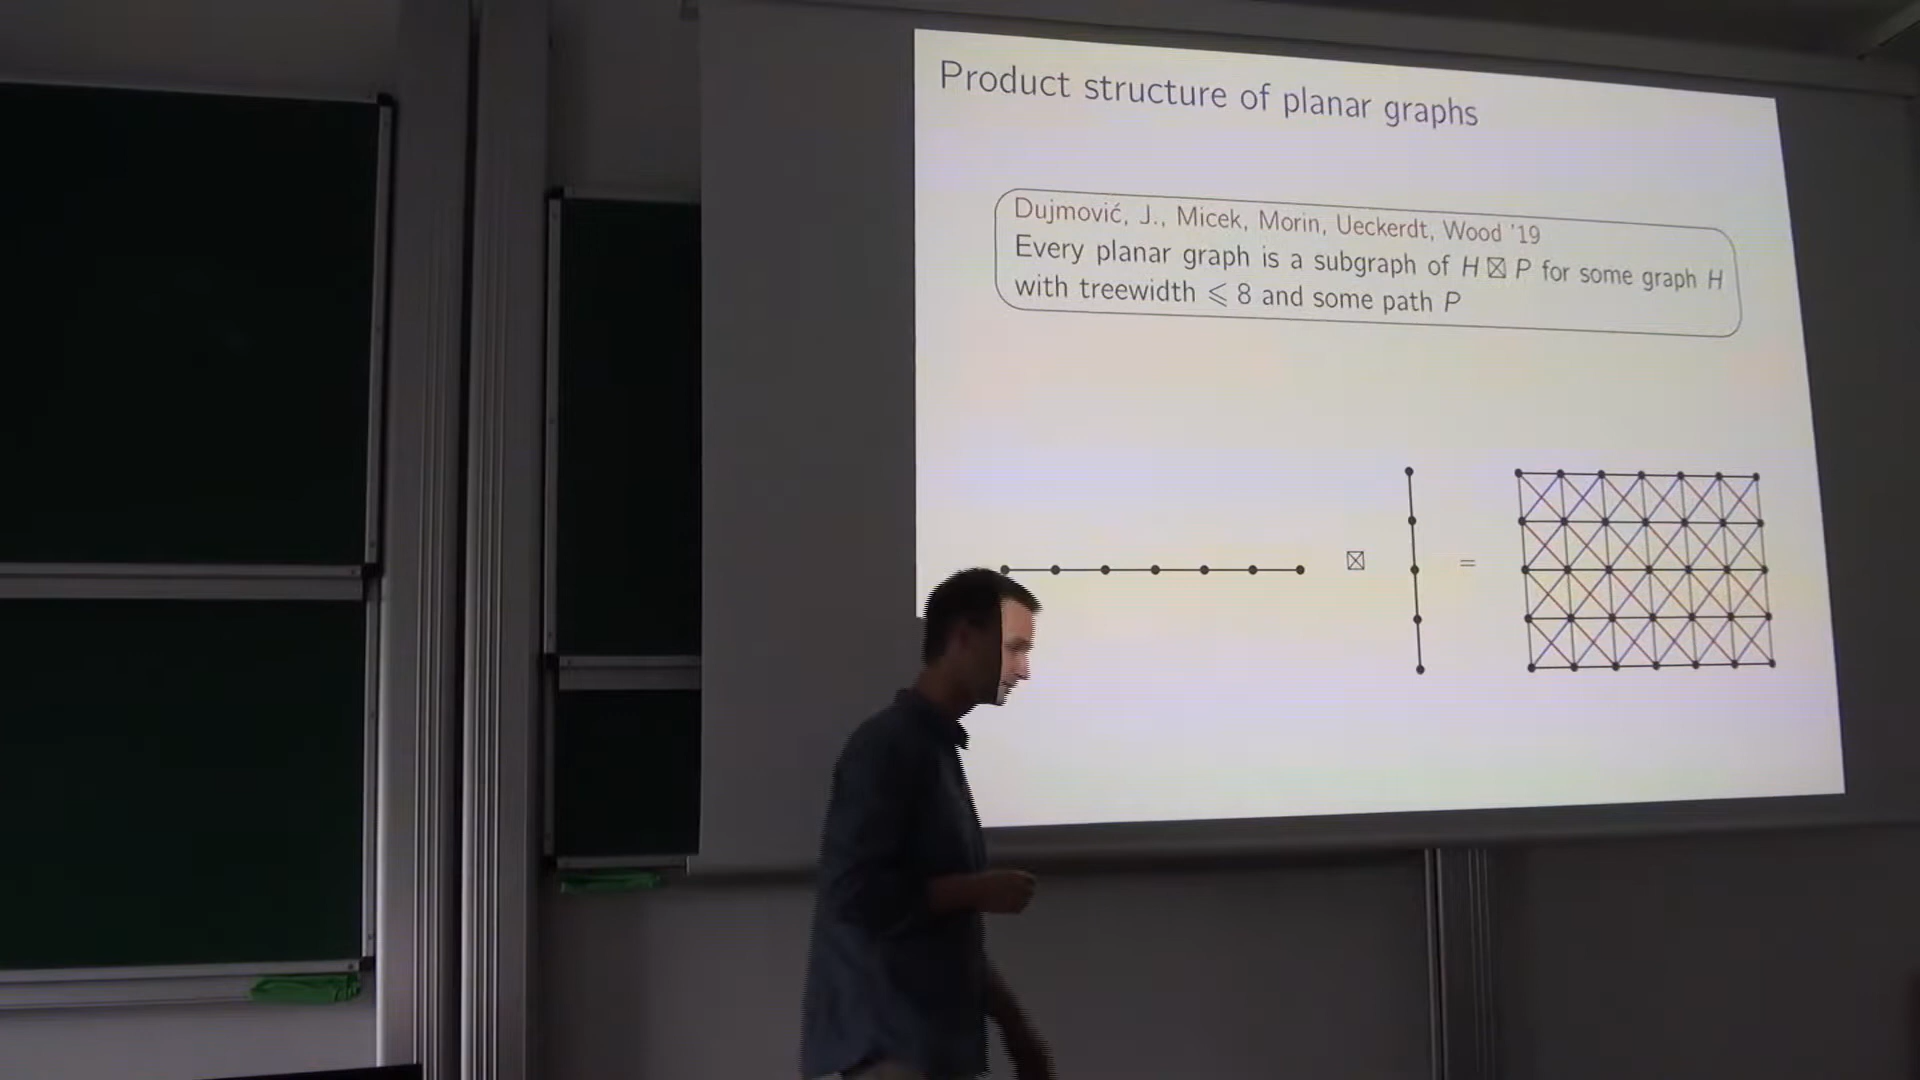 Product structure of planar graphs
Dujmović, J., Micek, Morin, Ueckerdt, Wood '19
Every planar graph is a subgraph of H ⊠ P for some graph H
with treewidth ⩽ 8 and some path P
⊠ =